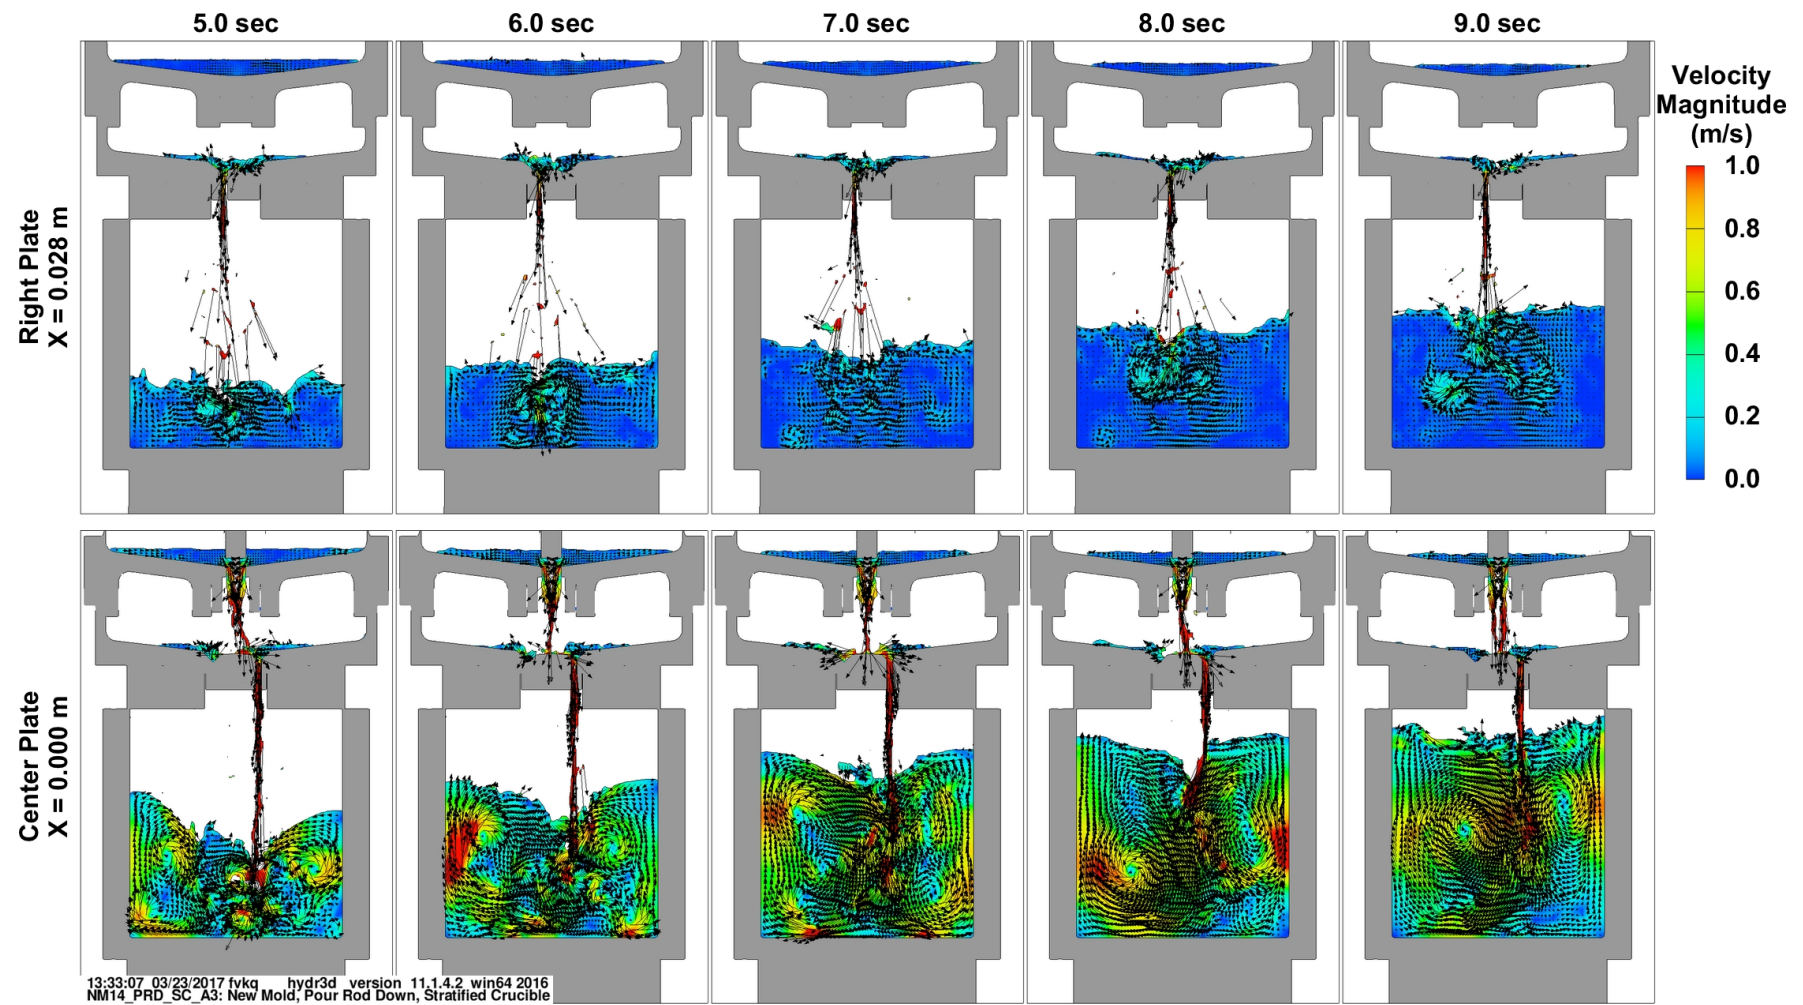 5.0 sec 6.0 sec 7.0 sec 8.0 sec 9.0 sec
Velocity
Magnitude
(m/s)
1.0
0.8
0.6
0.4
0.2
0.0
Right Plate
X = 0.028 m
Center Plate
X = 0.000 m
13:33:07 03/23/2017 fvkq hydr3d version 11.1.4.2 win64 2016
NM14_PRD_SC_A3: New Mold, Pour Rod Down, Stratified Crucible